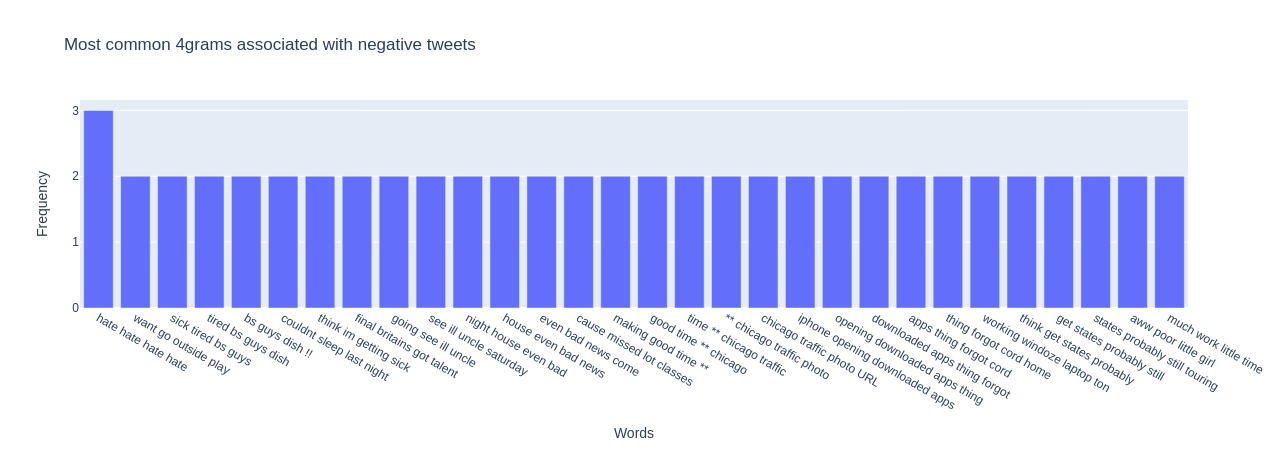 Most common 4grams associated with negative tweets
Frequency
3
2
1
0
hate hate hate hate
want go outside play
sick tired bs guys
tired bs guys dish
bs guys dish !!
couldnt sleep last night
think im getting sick
final britains got talent
going see ill uncle
see ill uncle saturday
night house even bad
house even bad news
even bad news come
cause missed lot classes
making good time **
good time ** chicago
time ** chicago traffic
** chicago traffic photo
chicago traffic photo URL
iphone opening downloaded apps
opening downloaded apps thing
downloaded apps thing forgot
apps thing forgot cord
thing forgot cord home
working windoze laptop ton
think get states probably
get states probably still
states probably still touring
aww poor little girl
much work little time
Words